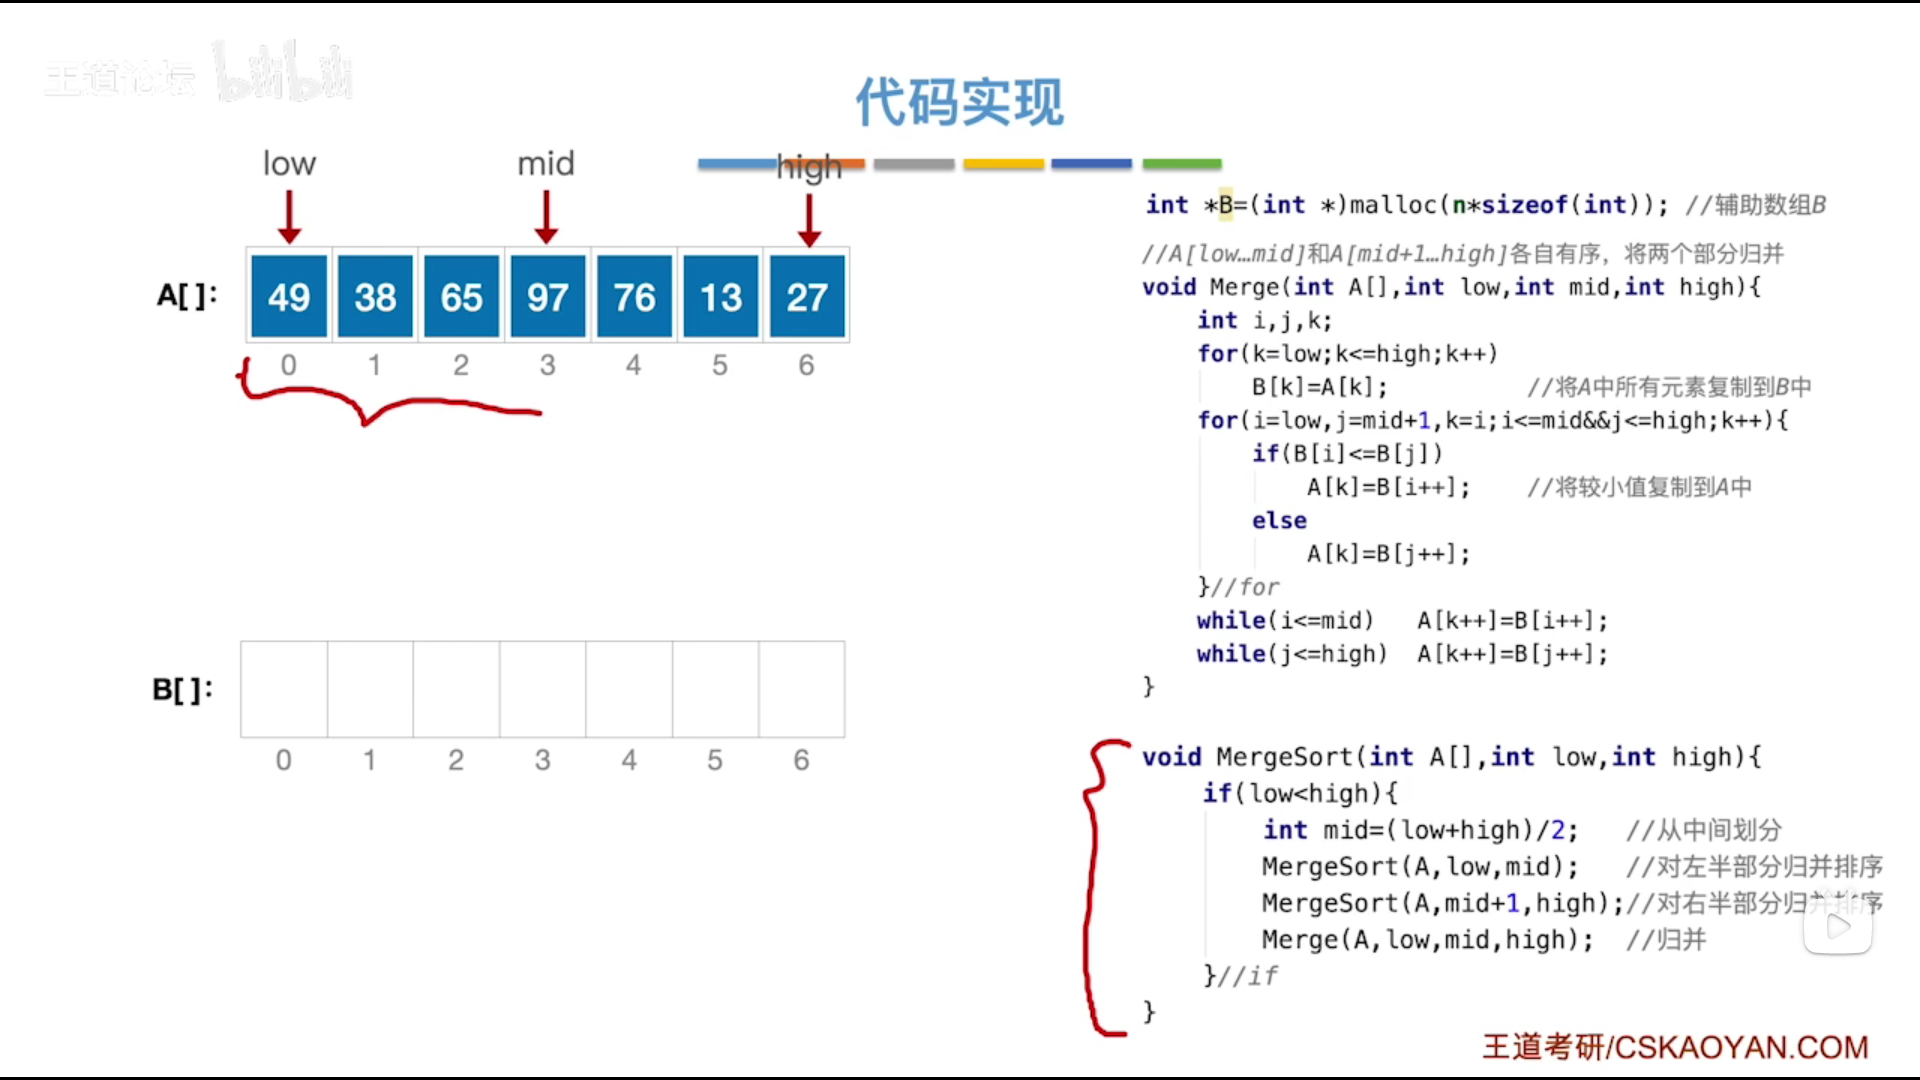 王道论坛 bilibili
代码实现
low mid high
A[ ]: 49 38 65 97 76 13 27
0 1 2 3 4 5 6
B[ ]:
0 1 2 3 4 5 6
int *B=(int *)malloc(n*sizeof(int)); //辅助数组B
//A[low…mid]和A[mid+1…high]各自有序，将两个部分归并
void Merge(int A[],int low,int mid,int high){
int i,j,k;
for(k=low;k<=high;k++)
B[k]=A[k]; //将A中所有元素复制到B中
for(i=low,j=mid+1,k=i;i<=mid&&j<=high;k++){
if(B[i]<=B[j])
A[k]=B[i++]; //将较小值复制到A中
else
A[k]=B[j++];
}//for
while(i<=mid) A[k++]=B[i++];
while(j<=high) A[k++]=B[j++];
}
void MergeSort(int A[],int low,int high){
if(low<high){
int mid=(low+high)/2; //从中间划分
MergeSort(A,low,mid); //对左半部分归并排序
MergeSort(A,mid+1,high);//对右半部分归并排序
Merge(A,low,mid,high); //归并
}//if
}
王道考研/CSKAOYAN.COM